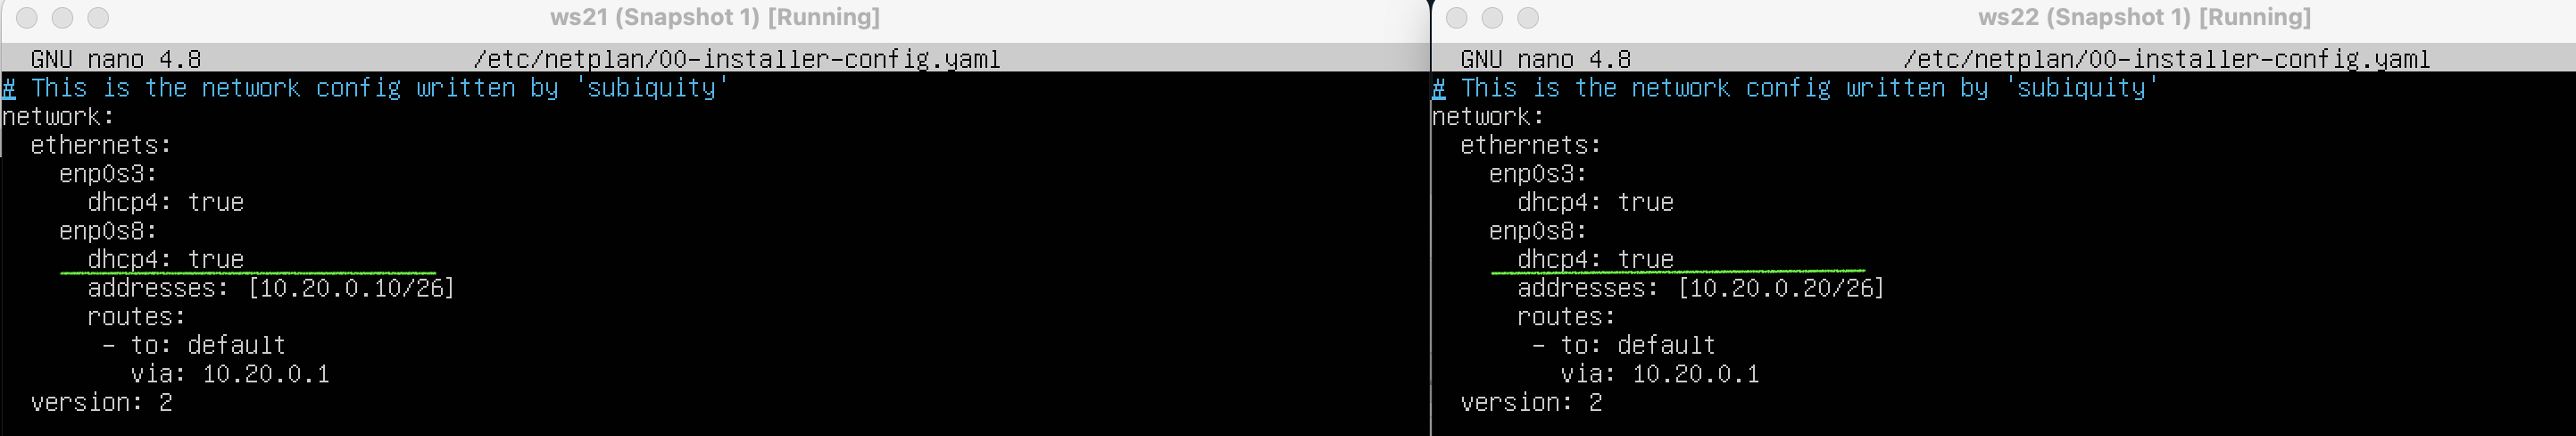 ws21 (Snapshot 1) [Running]
GNU nano 4.8 /etc/netplan/00-installer-config.yaml
# This is the network config written by 'subiquity'
network:
  ethernets:
    enp0s3:
      dhcp4: true
    enp0s8:
      dhcp4: true
      addresses: [10.20.0.10/26]
      routes:
       - to: default
         via: 10.20.0.1
  version: 2
ws22 (Snapshot 1) [Running]
GNU nano 4.8 /etc/netplan/00-installer-config.yaml
# This is the network config written by 'subiquity'
network:
  ethernets:
    enp0s3:
      dhcp4: true
    enp0s8:
      dhcp4: true
      addresses: [10.20.0.20/26]
      routes:
       - to: default
         via: 10.20.0.1
  version: 2